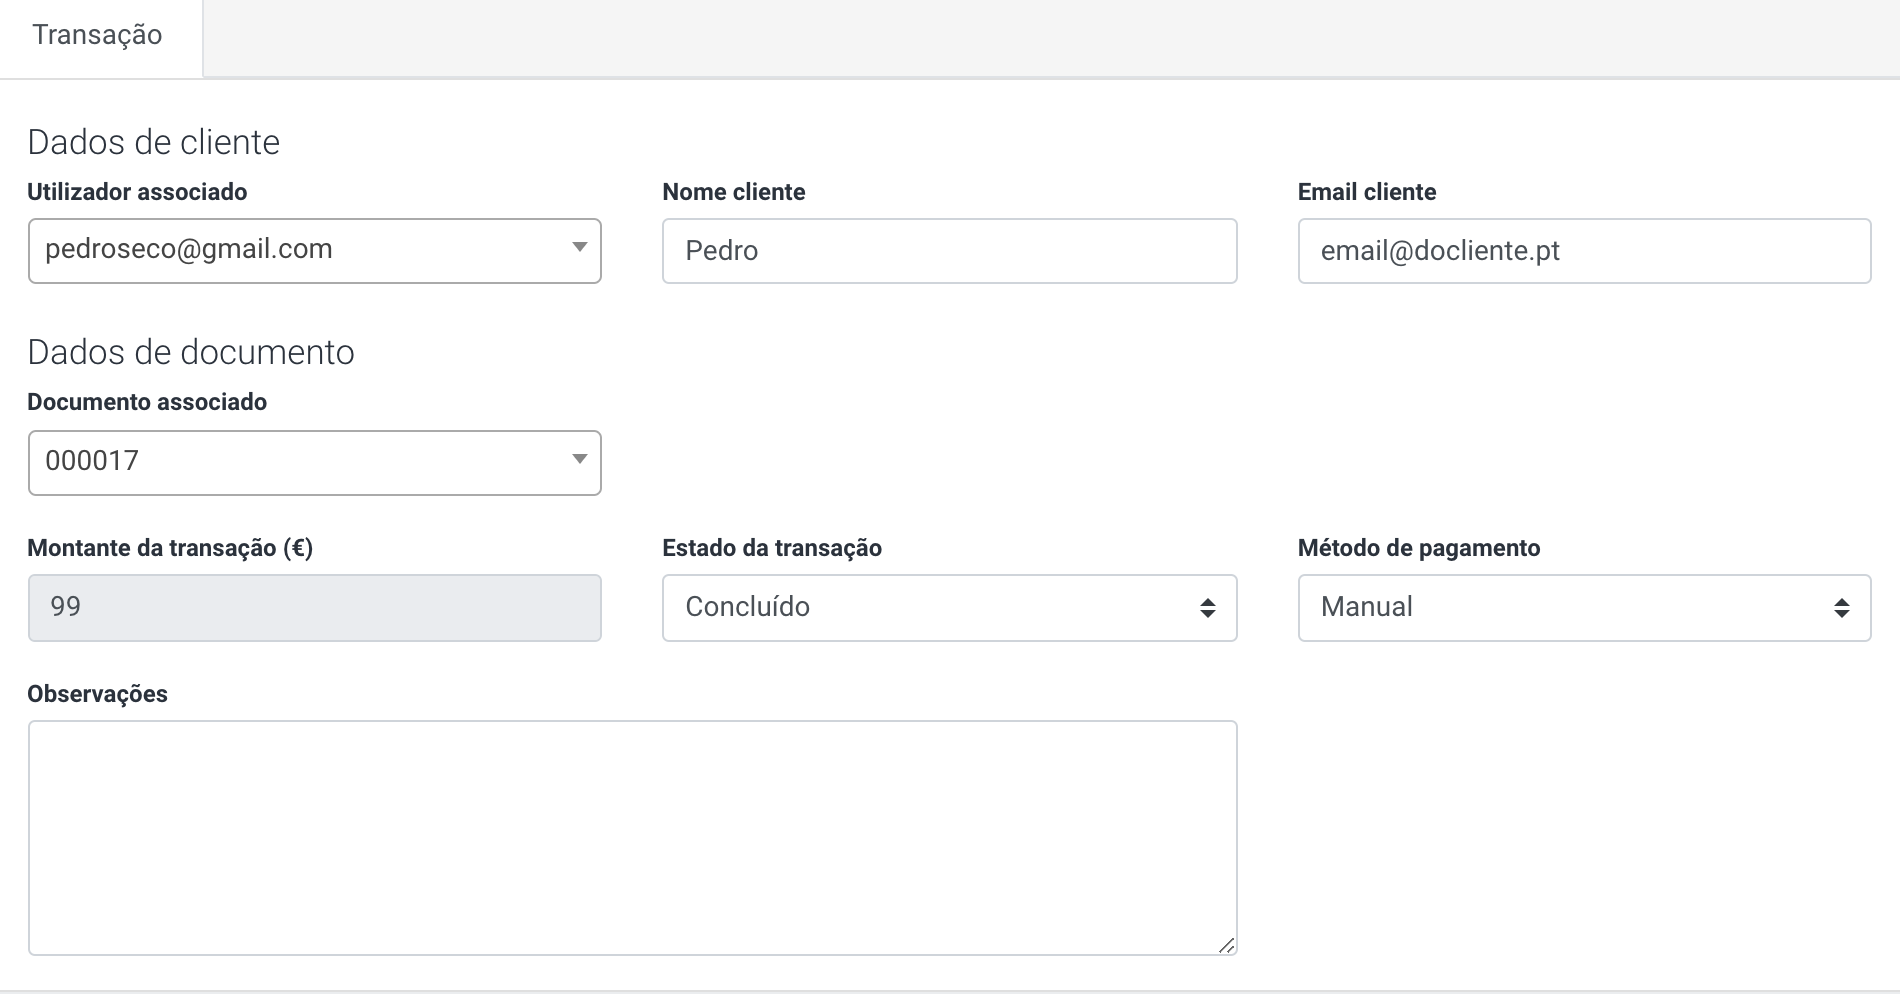 Transação
Dados de cliente
Utilizador associado
pedroseco@gmail.com
Nome cliente
Pedro
Email cliente
email@docliente.pt
Dados de documento
Documento associado
000017
Montante da transação (€)
99
Estado da transação
Concluído
Método de pagamento
Manual
Observações